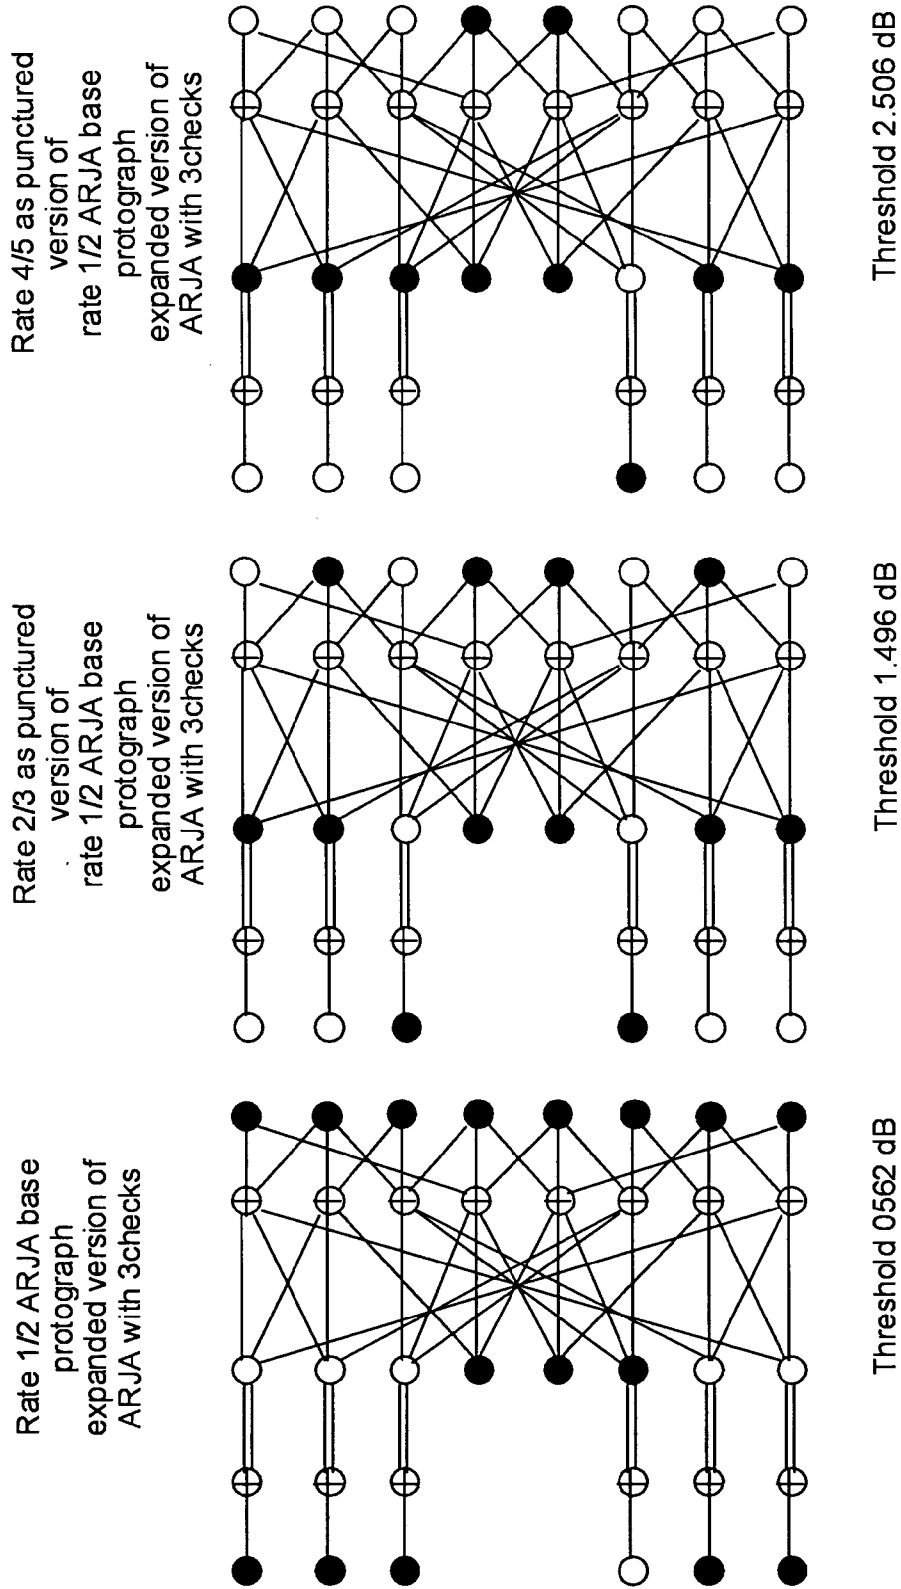 Rate 1/2 ARJA base
protograph
expanded version of
ARJA with 3checks
Threshold 0562 dB
Rate 2/3 as punctured
version of
rate 1/2 ARJA base
protograph
expanded version of
ARJA with 3checks
Threshold 1.496 dB
Rate 4/5 as punctured
version of
rate 1/2 ARJA base
protograph
expanded version of
ARJA with 3checks
Threshold 2.506 dB